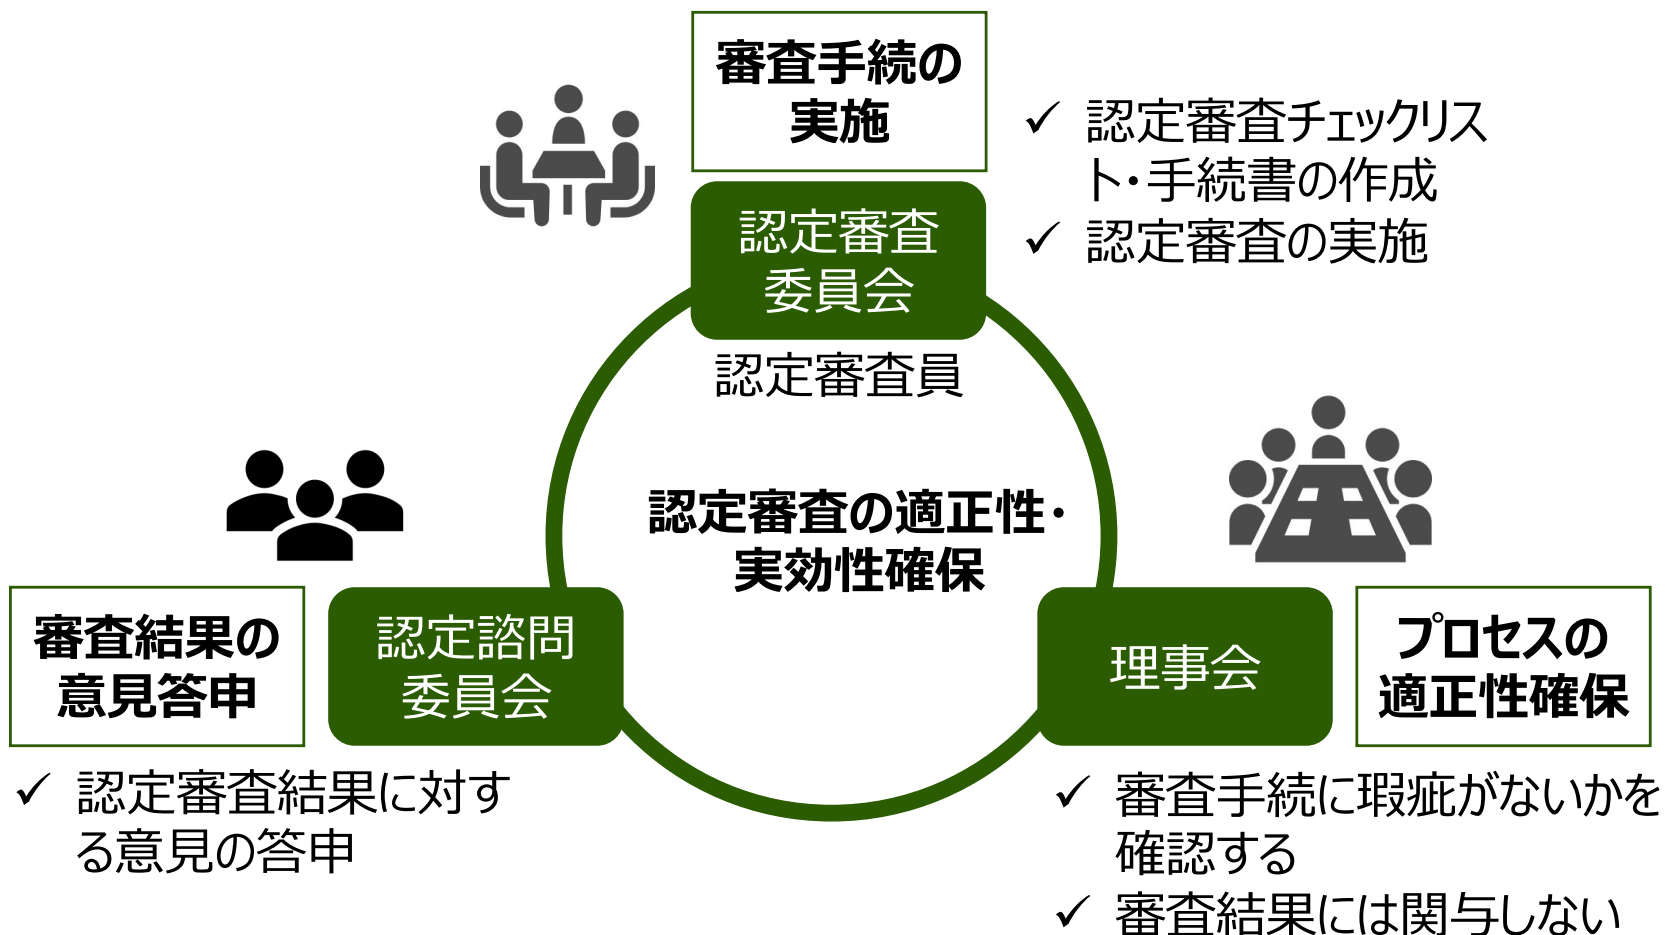 審査手続の
実施
✓ 認定審査チェックリス
ト・手続書の作成
✓ 認定審査の実施
認定審査
委員会
認定審査員
認定審査の適正性・
実効性確保
審査結果の
意見答申
認定諮問
委員会
✓ 認定審査結果に対す
る意見の答申
理事会
プロセスの
適正性確保
✓ 審査手続に瑕疵がないかを
確認する
✓ 審査結果には関与しない